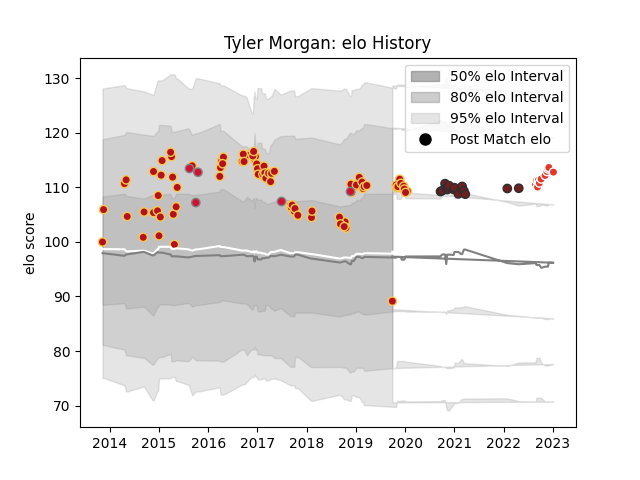 Tyler Morgan: elo History
50% elo Interval
80% elo Interval
95% elo Interval
Post Match elo
elo score
130
120
110
100
90
80
70
2014 2015 2016 2017 2018 2019 2020 2021 2022 2023